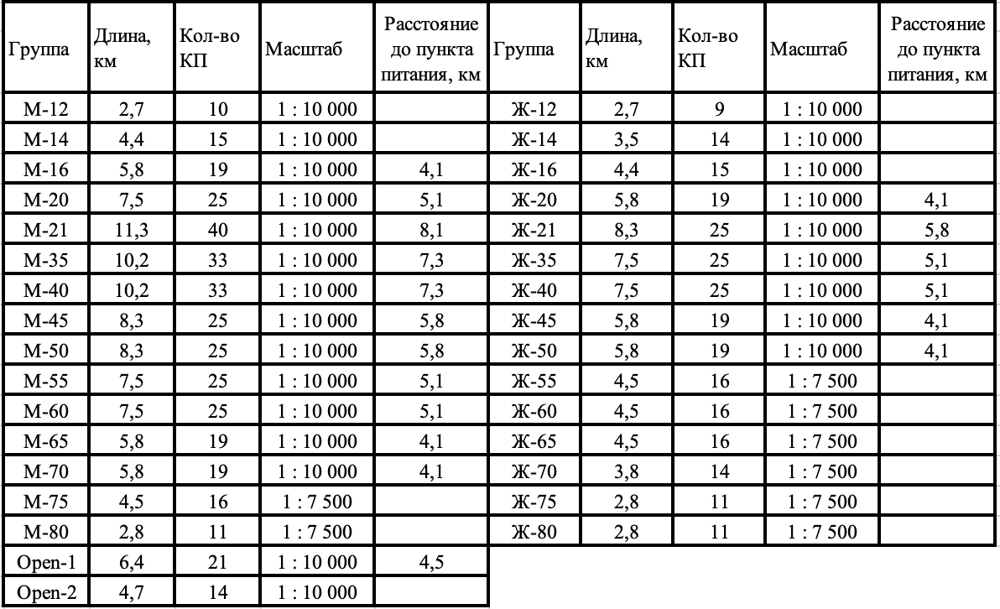 Группа Длина, км Кол-во КП Масштаб Расстояние до пункта питания, км Группа Длина, км Кол-во КП Масштаб Расстояние до пункта питания, км
М-12 2,7 10 1 : 10 000 Ж-12 2,7 9 1 : 10 000
М-14 4,4 15 1 : 10 000 Ж-14 3,5 14 1 : 10 000
М-16 5,8 19 1 : 10 000 4,1 Ж-16 4,4 15 1 : 10 000
М-20 7,5 25 1 : 10 000 5,1 Ж-20 5,8 19 1 : 10 000 4,1
М-21 11,3 40 1 : 10 000 8,1 Ж-21 8,3 25 1 : 10 000 5,8
М-35 10,2 33 1 : 10 000 7,3 Ж-35 7,5 25 1 : 10 000 5,1
М-40 10,2 33 1 : 10 000 7,3 Ж-40 7,5 25 1 : 10 000 5,1
М-45 8,3 25 1 : 10 000 5,8 Ж-45 5,8 19 1 : 10 000 4,1
М-50 8,3 25 1 : 10 000 5,8 Ж-50 5,8 19 1 : 10 000 4,1
М-55 7,5 25 1 : 10 000 5,1 Ж-55 4,5 16 1 : 7 500
М-60 7,5 25 1 : 10 000 5,1 Ж-60 4,5 16 1 : 7 500
М-65 5,8 19 1 : 10 000 4,1 Ж-65 4,5 16 1 : 7 500
М-70 5,8 19 1 : 10 000 4,1 Ж-70 3,8 14 1 : 7 500
М-75 4,5 16 1 : 7 500 Ж-75 2,8 11 1 : 7 500
М-80 2,8 11 1 : 7 500 Ж-80 2,8 11 1 : 7 500
Open-1 6,4 21 1 : 10 000 4,5
Open-2 4,7 14 1 : 10 000